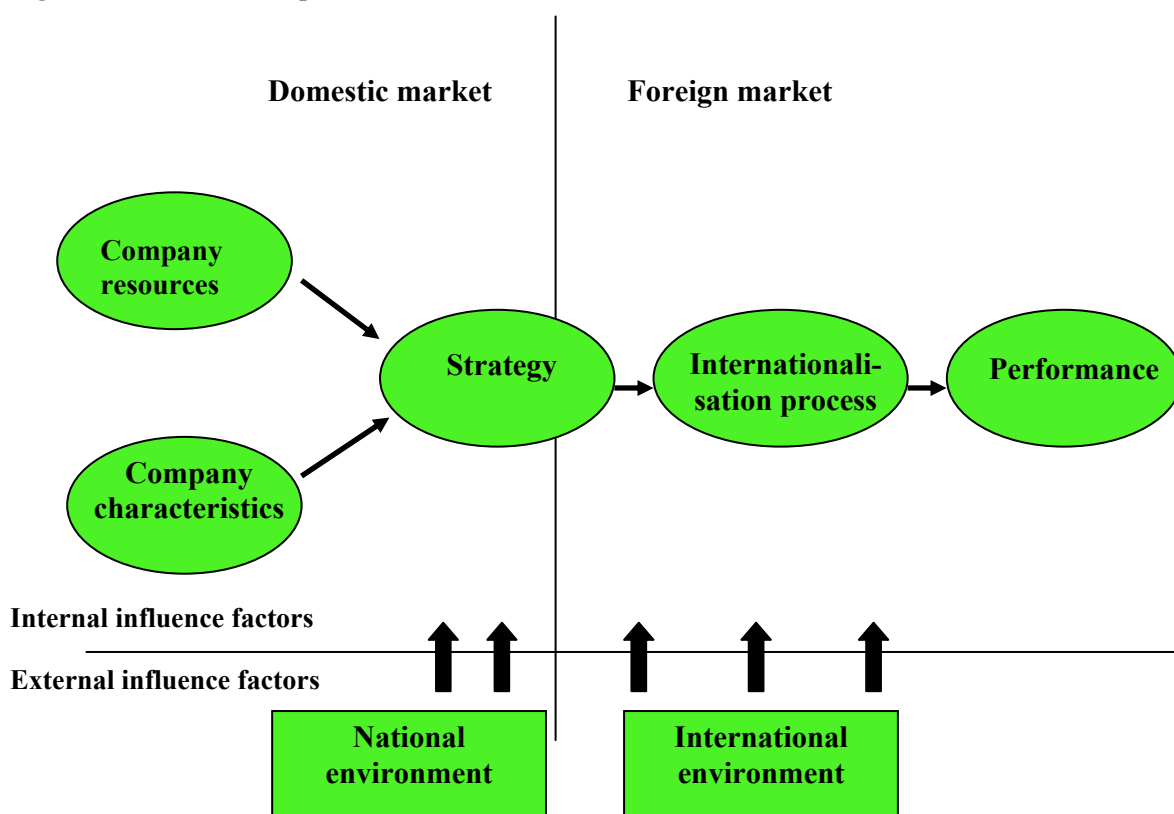 Domestic market
Foreign market
Company
resources
Strategy
Internationali-
sation process
Performance
Company
characteristics
Internal influence factors
External influence factors
National
environment
International
environment